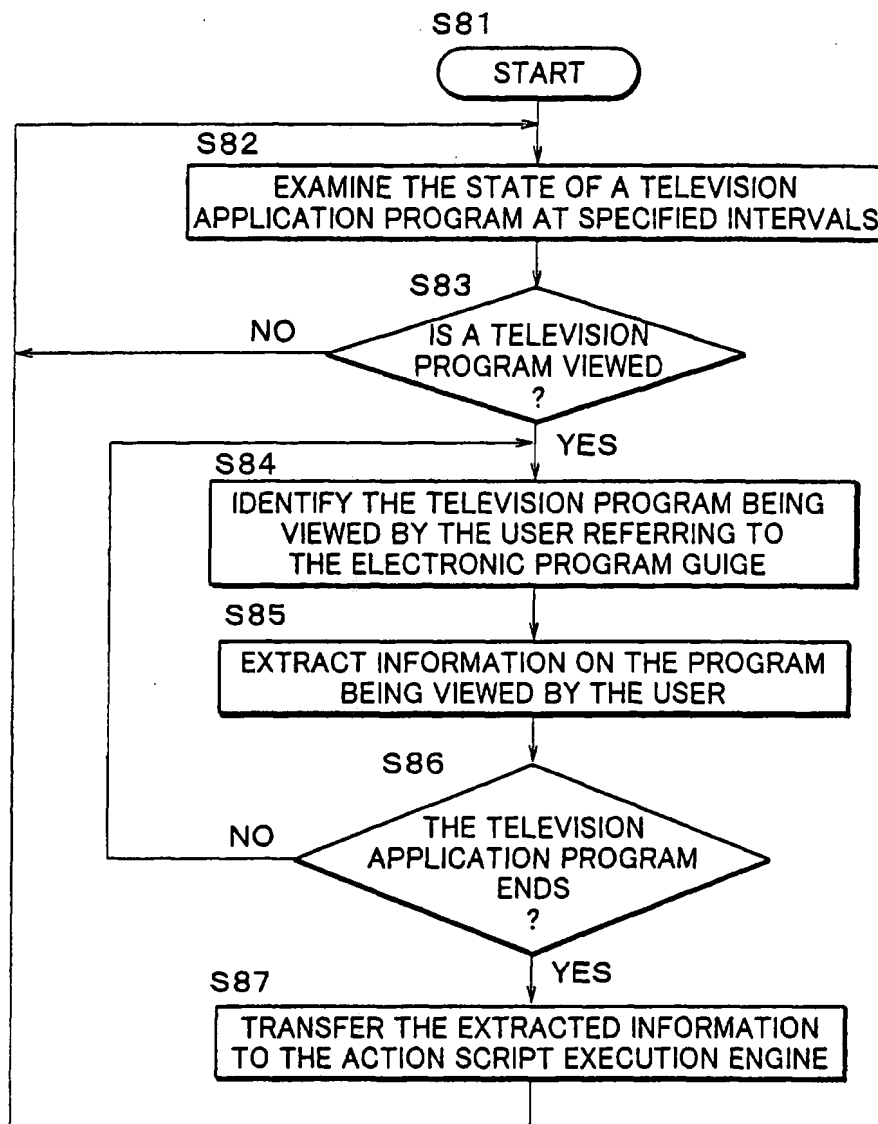 S81
START
S82
EXAMINE THE STATE OF A TELEVISION
APPLICATION PROGRAM AT SPECIFIED INTERVALS
S83
NO
IS A TELEVISION
PROGRAM VIEWED
?
YES
S84
IDENTIFY THE TELEVISION PROGRAM BEING
VIEWED BY THE USER REFERRING TO
THE ELECTRONIC PROGRAM GUIGE
S85
EXTRACT INFORMATION ON THE PROGRAM
BEING VIEWED BY THE USER
S86
NO
THE TELEVISION
APPLICATION PROGRAM
ENDS
?
YES
S87
TRANSFER THE EXTRACTED INFORMATION
TO THE ACTION SCRIPT EXECUTION ENGINE